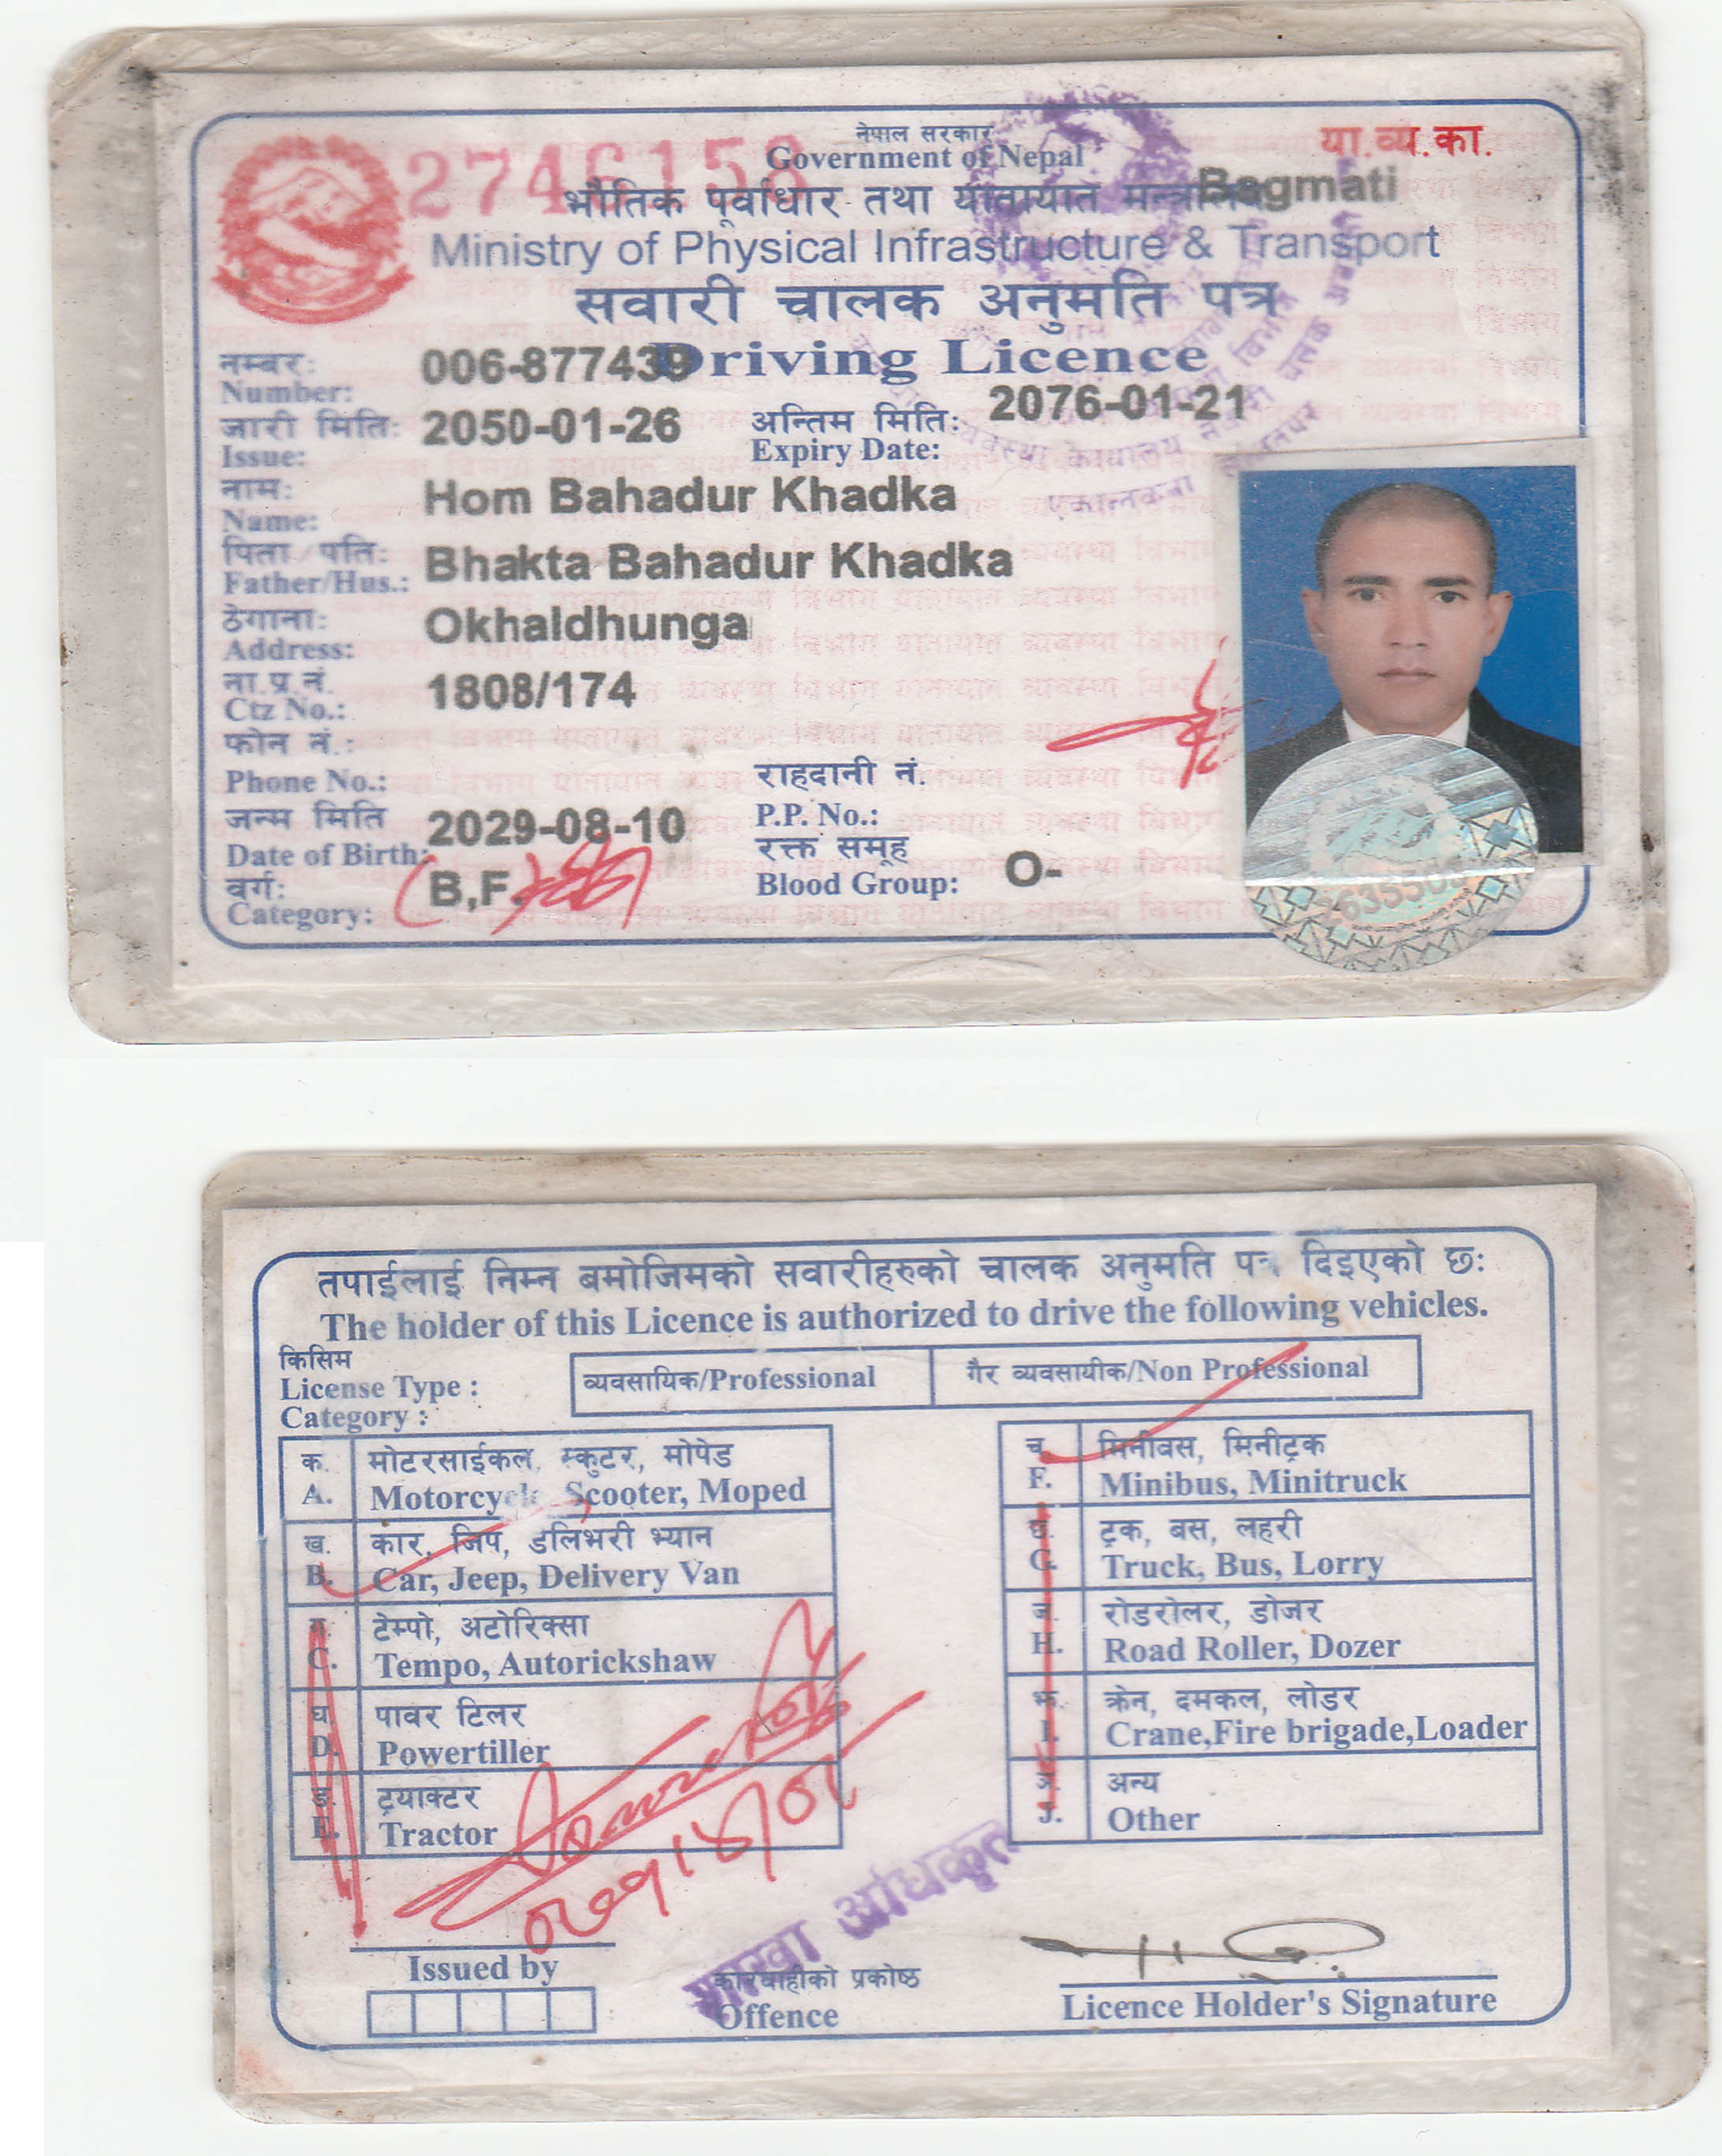 नेपाल सरकार
Government of Nepal
या.व्य.का.
Bagmati
भौतिक पूर्वाधार तथा यातायात मन्त्रालय
Ministry of Physical Infrastructure & Transport
सवारी चालक अनुमति पत्र
Driving Licence
नम्बर:
Number:
006-877439
जारी मिति:
Issue:
2050-01-26
अन्तिम मिति:
Expiry Date:
2076-01-21
नाम:
Name:
Hom Bahadur Khadka
पिता/पति:
Father/Hus.:
Bhakta Bahadur Khadka
ठेगाना:
Address:
Okhaldhunga
ना.प्र.नं.
Ctz No.:
1808/174
फोन नं.:
Phone No.:
राहदानी नं.
P.P. No.:
जन्म मिति
Date of Birth:
2029-08-10
रक्त समूह
Blood Group:
O-
वर्ग:
Category:
B,F.
तपाईलाई निम्न बमोजिमको सवारीहरुको चालक अनुमति पत्र दिइएको छ:
The holder of this Licence is authorized to drive the following vehicles.
किसिम
License Type :
व्यवसायिक/Professional
गैर व्यवसायीक/Non Professional
Category :
क. मोटरसाईकल, स्कुटर, मोपेड
A. Motorcycle, Scooter, Moped
ख. कार, जिप, डलिभरी भ्यान
B. Car, Jeep, Delivery Van
ग. टेम्पो, अटोरिक्सा
C. Tempo, Autorickshaw
घ. पावर टिलर
D. Powertiller
ङ. ट्रयाक्टर
E. Tractor
च. मिनीवस, मिनीट्रक
F. Minibus, Minitruck
छ. ट्रक, बस, लहरी
G. Truck, Bus, Lorry
ज. रोडरोलर, डोजर
H. Road Roller, Dozer
झ. क्रेन, दमकल, लोडर
I. Crane,Fire brigade,Loader
ञ. अन्य
J. Other
Issued by
शाखा अधिकृत
कारवाहीको प्रकोष्ठ
Offence
Licence Holder's Signature